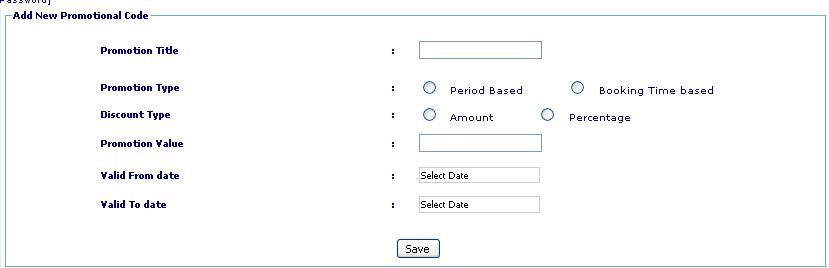 Password]
Add New Promotional Code
Promotion Title :
Promotion Type : Period Based Booking Time based
Discount Type : Amount Percentage
Promotion Value :
Valid From date : Select Date
Valid To date : Select Date
Save